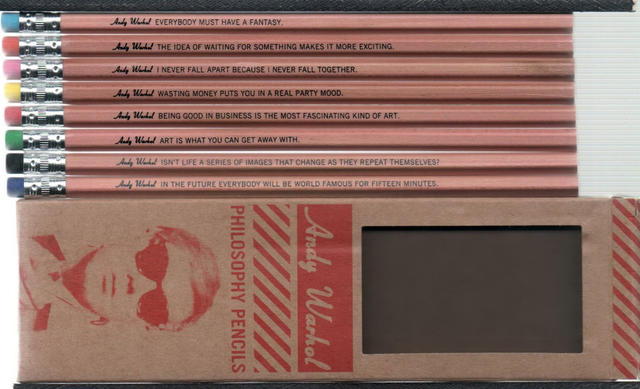 Andy Warhol EVERYBODY MUST HAVE A FANTASY.
Andy Warhol THE IDEA OF WAITING FOR SOMETHING MAKES IT MORE EXCITING.
Andy Warhol I NEVER FALL APART BECAUSE I NEVER FALL TOGETHER.
Andy Warhol WASTING MONEY PUTS YOU IN A REAL PARTY MOOD.
Andy Warhol BEING GOOD IN BUSINESS IS THE MOST FASCINATING KIND OF ART.
Andy Warhol ART IS WHAT YOU CAN GET AWAY WITH.
Andy Warhol ISN'T LIFE A SERIES OF IMAGES THAT CHANGE AS THEY REPEAT THEMSELVES?
Andy Warhol IN THE FUTURE EVERYBODY WILL BE WORLD FAMOUS FOR FIFTEEN MINUTES.
Andy Warhol
PHILOSOPHY PENCILS